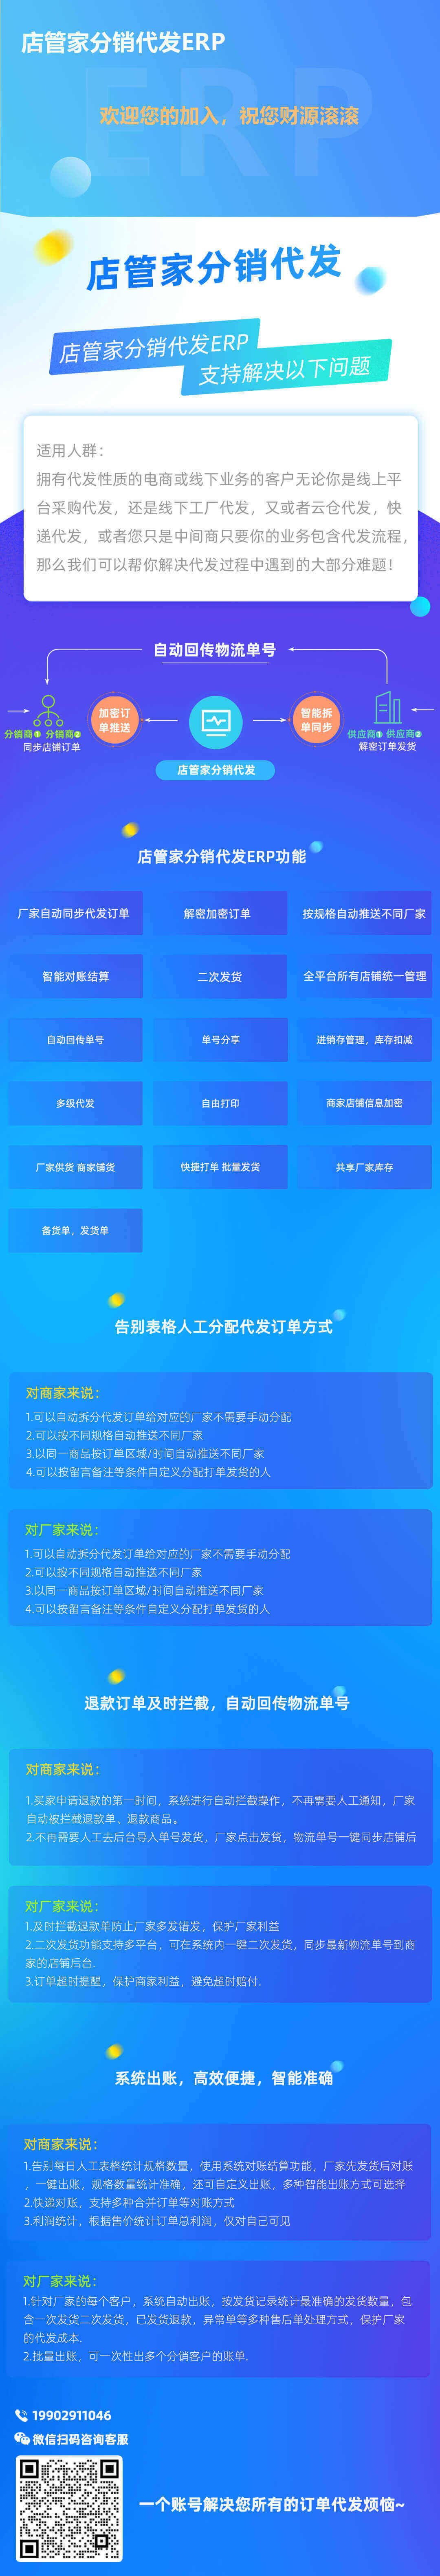 店管家分销代发ERP
ERP
欢迎您的加入，祝您财源滚滚
店管家分销代发
店管家分销代发ERP
支持解决以下问题
适用人群：
拥有代发性质的电商或线下业务的客户无论你是线上平
台采购代发，还是线下工厂代发，又或者云仓代发，快
递代发，或者您只是中间商只要你的业务包含代发流程，
那么我们可以帮你解决代发过程中遇到的大部分难题！
自动回传物流单号
加密订
单推送
智能拆
单同步
分销商1 分销商2
同步店铺订单
供应商1 供应商2
解密订单发货
店管家分销代发
店管家分销代发ERP功能
厂家自动同步代发订单
解密加密订单
按规格自动推送不同厂家
智能对账结算
二次发货
全平台所有店铺统一管理
自动回传单号
单号分享
进销存管理，库存扣减
多级代发
自由打印
商家店铺信息加密
厂家供货 商家铺货
快捷打单 批量发货
共享厂家库存
备货单，发货单
告别表格人工分配代发订单方式
对商家来说：
1.可以自动拆分代发订单给对应的厂家不需要手动分配
2.可以按不同规格自动推送不同厂家
3.以同一商品按订单区域/时间自动推送不同厂家
4.可以按留言备注等条件自定义分配打单发货的人
对厂家来说：
1.可以自动拆分代发订单给对应的厂家不需要手动分配
2.可以按不同规格自动推送不同厂家
3.以同一商品按订单区域/时间自动推送不同厂家
4.可以按留言备注等条件自定义分配打单发货的人
退款订单及时拦截，自动回传物流单号
对商家来说：
1.买家申请退款的第一时间，系统进行自动拦截操作，不再需要人工通知，厂家
自动被拦截退款单、退款商品。
2.不再需要人工去后台导入单号发货，厂家点击发货，物流单号一键同步店铺后
对厂家来说：
1.及时拦截退款单防止厂家多发错发，保护厂家利益
2.二次发货功能支持多平台，可在系统内一键二次发货，同步最新物流单号到商
家的店铺后台.
3.订单超时提醒，保护商家利益，避免超时赔付.
系统出账，高效便捷，智能准确
对商家来说：
1.告别每日人工表格统计规格数量，使用系统对账结算功能，厂家先发货后对账
，一键出账，规格数量统计准确，还可自定义出账，多种智能出账方式可选择
2.快递对账，支持多种合并订单等对账方式
3.利润统计，根据售价统计订单总利润，仅对自己可见
对厂家来说：
1.针对厂家的每个客户，系统自动出账，按发货记录统计最准确的发货数量，包
含一次发货二次发货，已发货退款，异常单等多种售后单处理方式，保护厂家
的代发成本.
2.批量出账，可一次性出多个分销客户的账单.
19902911046
微信扫码咨询客服
一个账号解决您所有的订单代发烦恼~